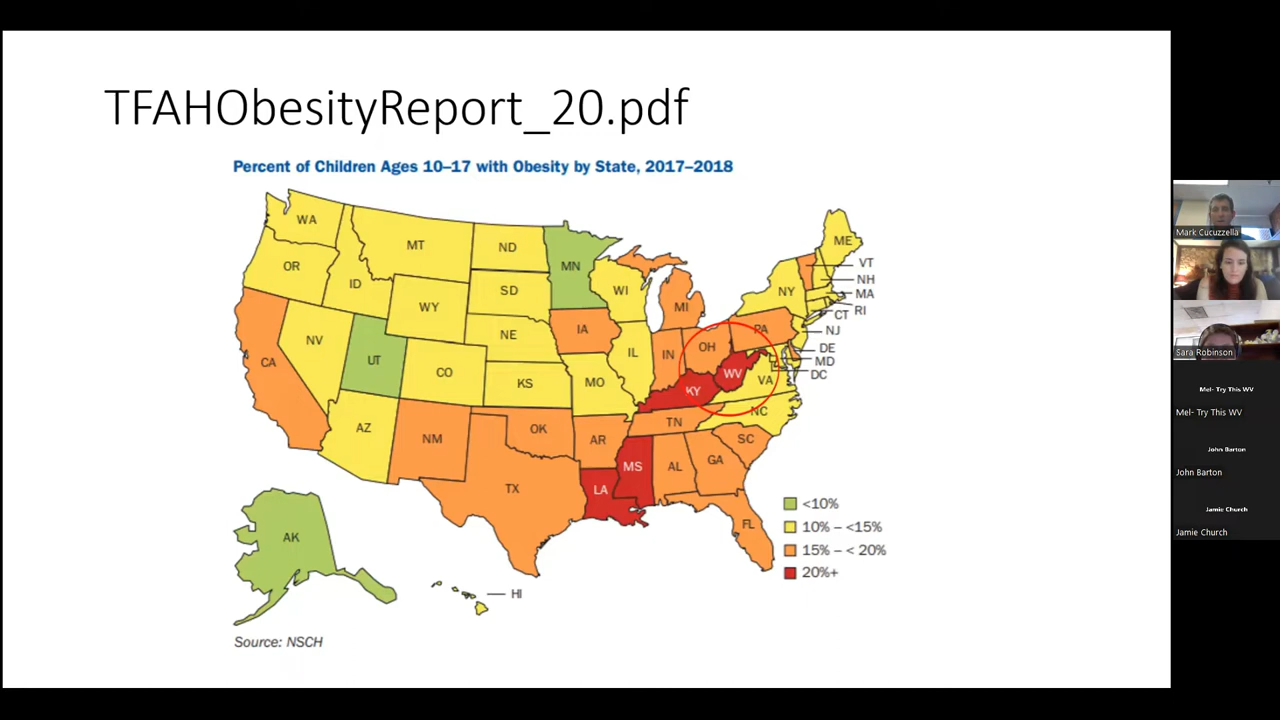 TFAHObesityReport_20.pdf
Percent of Children Ages 10–17 with Obesity by State, 2017–2018
WA
MT
ND
MN
ME
VT
NH
MA
RI
CT
NJ
DE
MD
DC
OR
ID
WY
SD
WI
MI
NY
NE
IA
PA
NV
UT
CO
KS
MO
IL
IN
OH
WV
VA
KY
CA
AZ
NM
OK
AR
TN
NC
SC
TX
LA
MS
AL
GA
FL
AK
HI
<10%
10% – <15%
15% – < 20%
20%+
Source: NSCH
Mark Cucuzzella
Sara Robinson
Mel- Try This WV
Mel- Try This WV
John Barton
John Barton
Jamie Church
Jamie Church